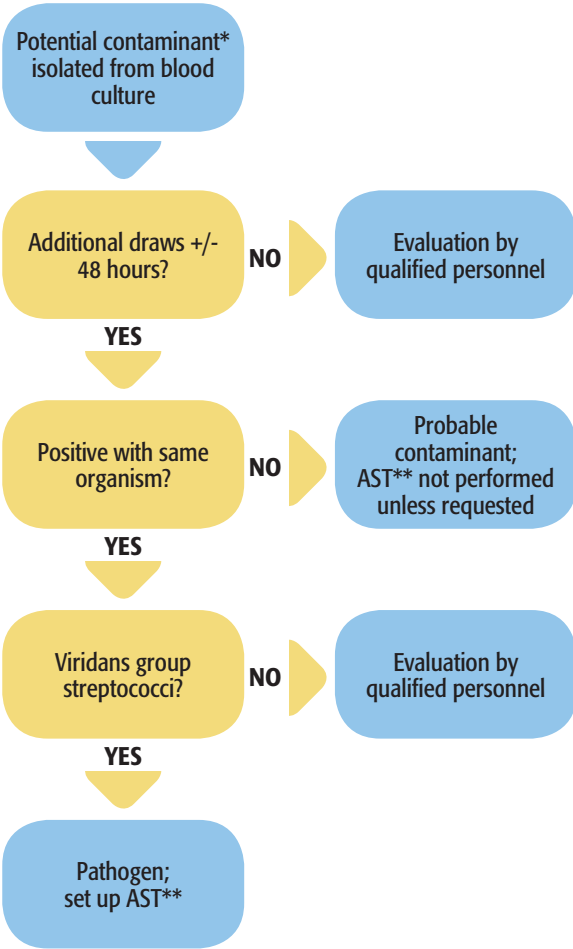 Potential contaminant*
isolated from blood
culture
Additional draws +/-
48 hours?
NO
Evaluation by
qualified personnel
YES
Positive with same
organism?
NO
Probable
contaminant;
AST** not performed
unless requested
YES
Viridans group
streptococci?
NO
Evaluation by
qualified personnel
YES
Pathogen;
set up AST**